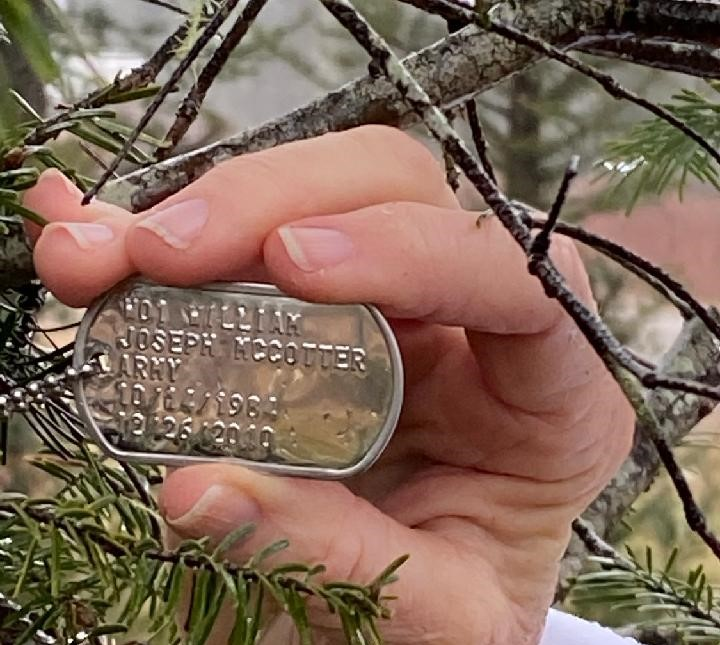 WO1 WILLIAM
JOSEPH MCCOTTER
ARMY
10/14/1984
12/26/2010